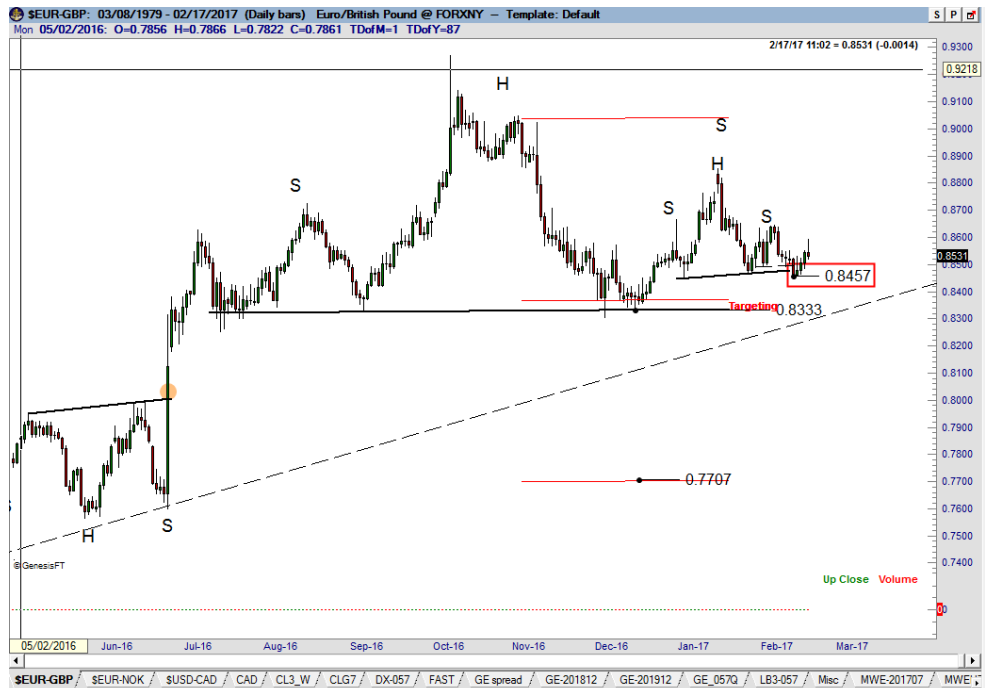 $EUR-GBP: 03/08/1979 - 02/17/2017 (Daily bars) Euro/British Pound @ FORXNY — Template: Default
S P
Mon 05/02/2016: O=0.7856 H=0.7866 L=0.7822 C=0.7861 TDofM=1 TDofY=87
2/17/17 11:02 = 0.8531 (-0.0014)
0.9300
0.9218
H
0.9100
S
0.9000
0.8900
H
S
0.8800
S
S
0.8700
0.8600
0.8531
0.8500
0.8457
0.8400
Targeting
0.8333
0.8300
0.8200
0.8100
0.8000
0.7900
0.7800
0.7707
0.7700
0.7600
S
H
0.7500
© GenesisFT
0.7400
Up Close Volume
0
05/02/2016 Jun-16 Jul-16 Aug-16 Sep-16 Oct-16 Nov-16 Dec-16 Jan-17 Feb-17 Mar-17
$EUR-GBP $EUR-NOK $USD-CAD CAD CL3_W CLG7 DX-057 FAST GE spread GE-201812 GE-201912 GE_057Q LB3-057 Misc MWE-201707